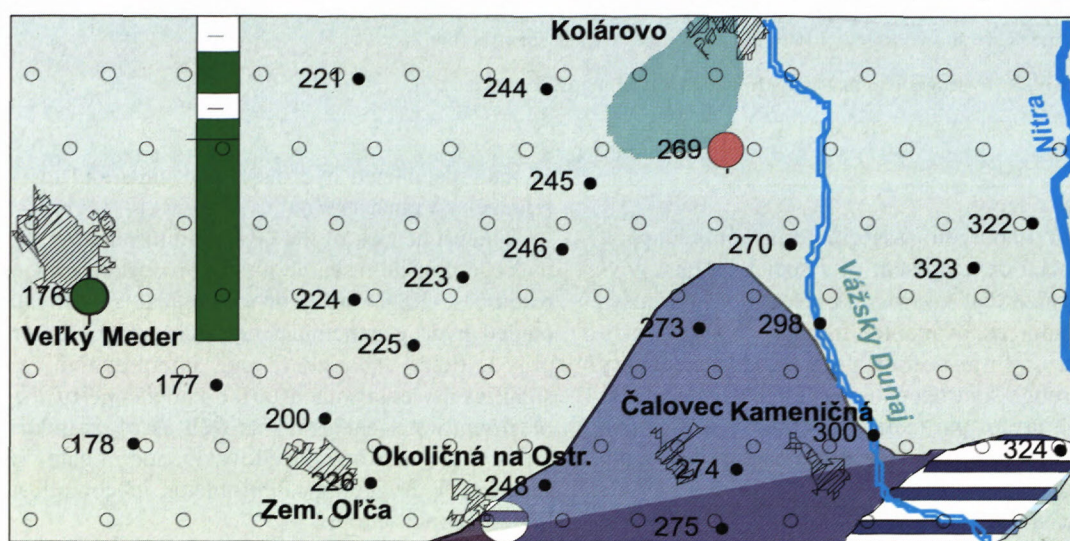 Kolárovo
221
244
269
245
Nitra
322
270
246
323
223
176
224
Vážsky Dunaj
298
273
Veľký Meder
225
177
Čalovec
Kameničná
200
300
178
324
Okoličná na Ostr.
274
226
248
Zem. Oľča
275